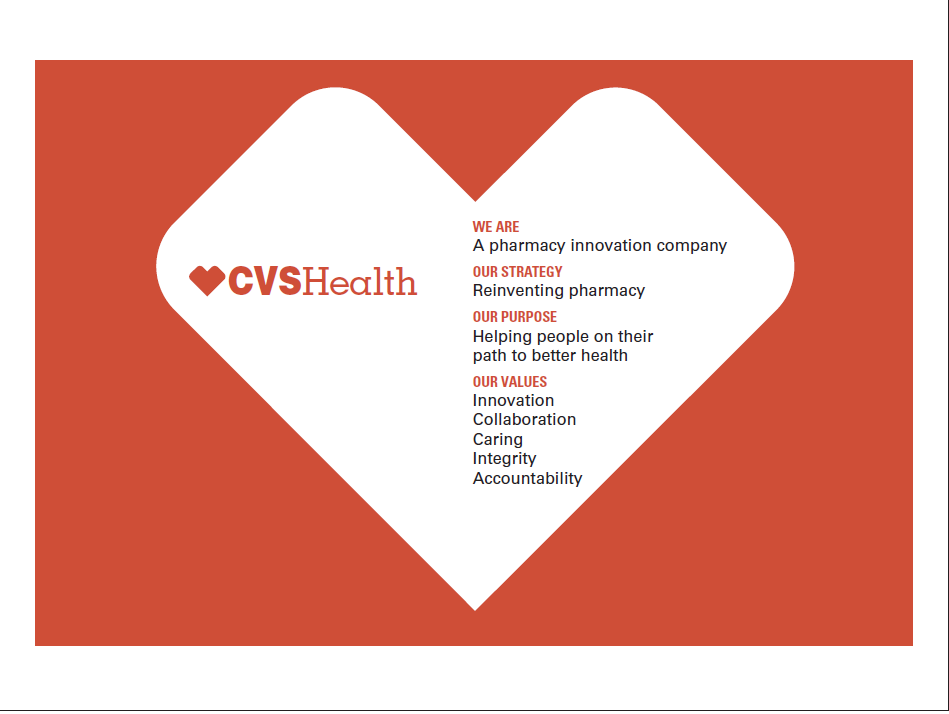 CVSHealth
WE ARE
A pharmacy innovation company
OUR STRATEGY
Reinventing pharmacy
OUR PURPOSE
Helping people on their
path to better health
OUR VALUES
Innovation
Collaboration
Caring
Integrity
Accountability